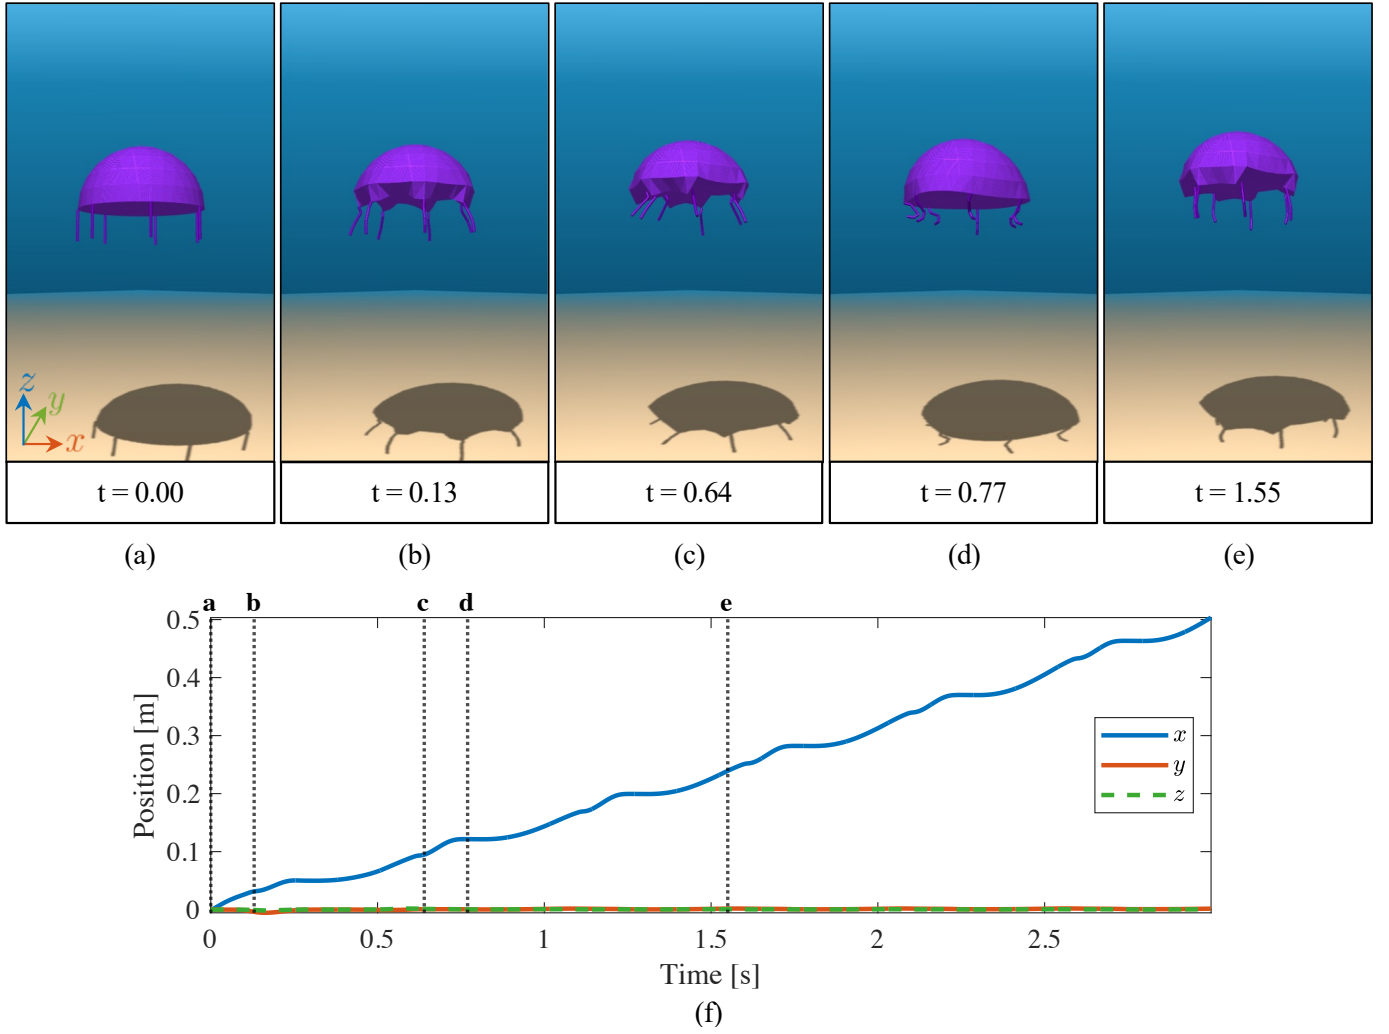 z
y
x
t = 0.00
t = 0.13
t = 0.64
t = 0.77
t = 1.55
(a)
(b)
(c)
(d)
(e)
a b c d e
0.5
0.4
0.3
0.2
0.1
0
Position [m]
x
y
z
0 0.5 1 1.5 2 2.5
Time [s]
(f)